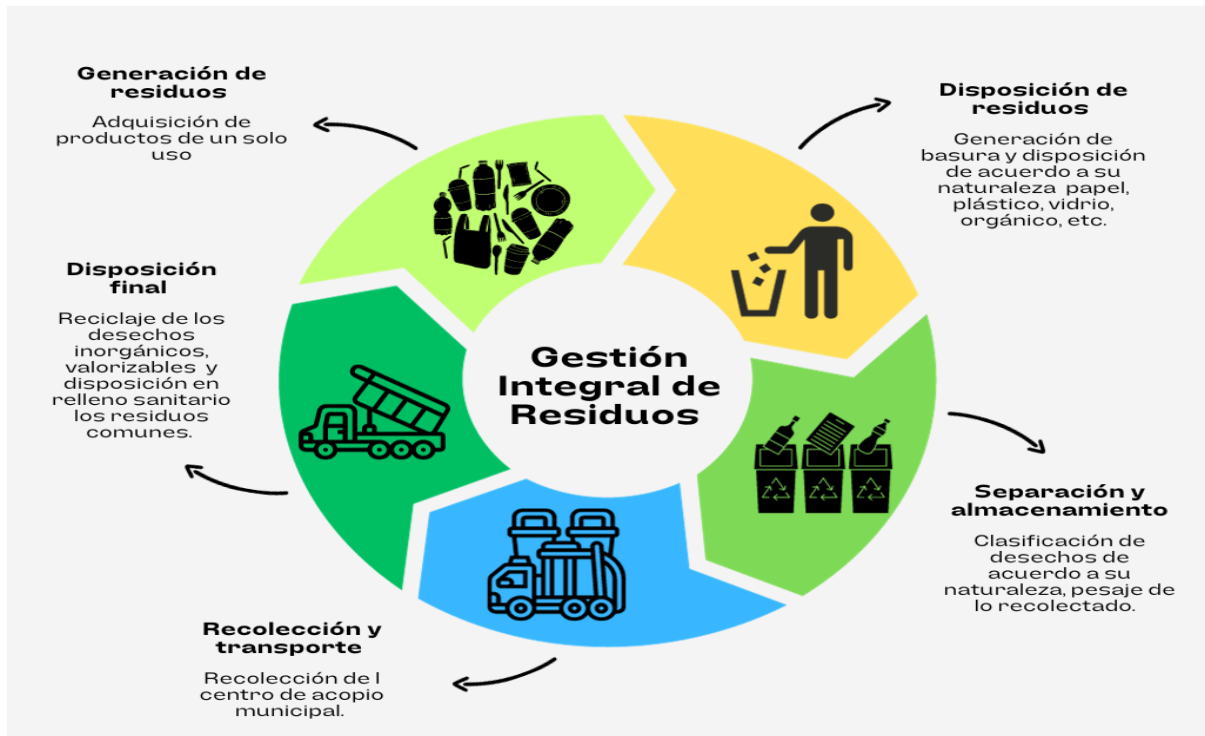 Generación de
residuos
Adquisición de
productos de un solo
uso
Disposición de
residuos
Generación de
basura y disposición
de acuerdo a su
naturaleza papel,
plástico, vidrio,
orgánico, etc.
Disposición
final
Reciclaje de los
desechos
inorgánicos,
valorizables y
disposición en
relleno sanitario
los residuos
comunes.
Gestión
Integral de
Residuos
Separación y
almacenamiento
Clasificación de
desechos de
acuerdo a su
naturaleza, pesaje de
lo recolectado.
Recolección y
transporte
Recolección de l
centro de acopio
municipal.